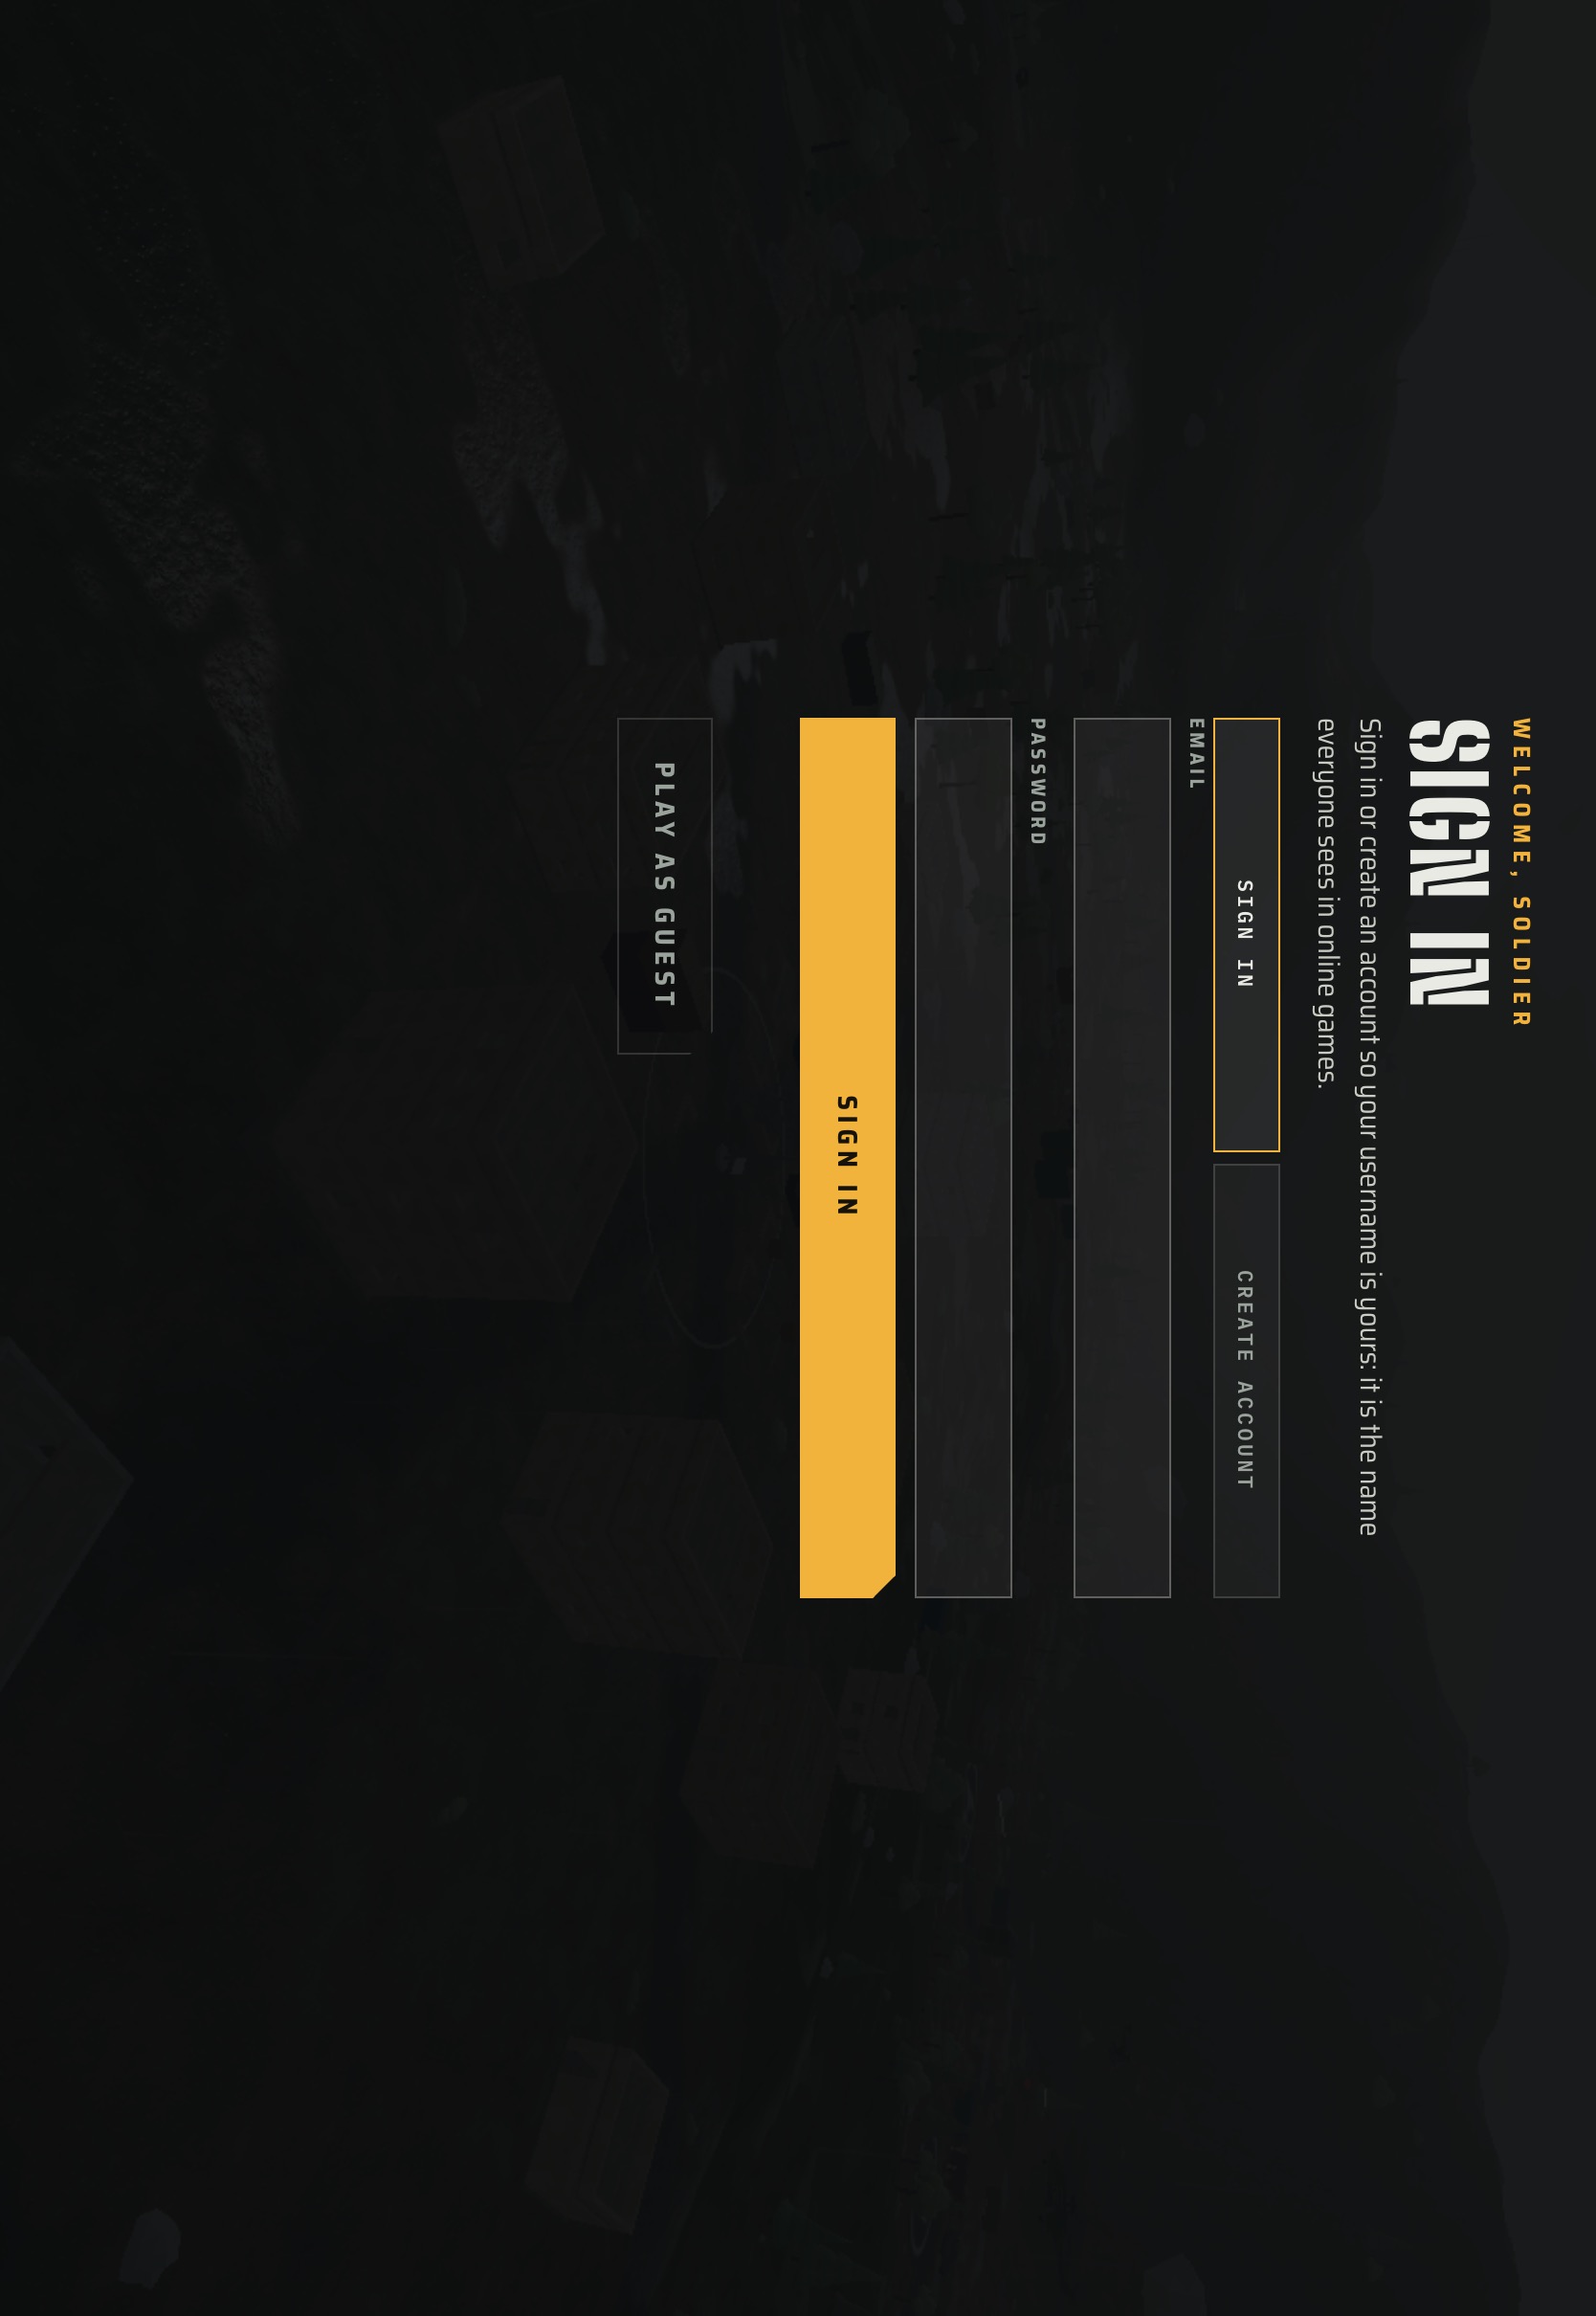 WELCOME, SOLDIER
SIGN IN
Sign in or create an account so your username is yours: it is the name
everyone sees in online games.
SIGN IN
CREATE ACCOUNT
EMAIL
PASSWORD
SIGN IN
PLAY AS GUEST